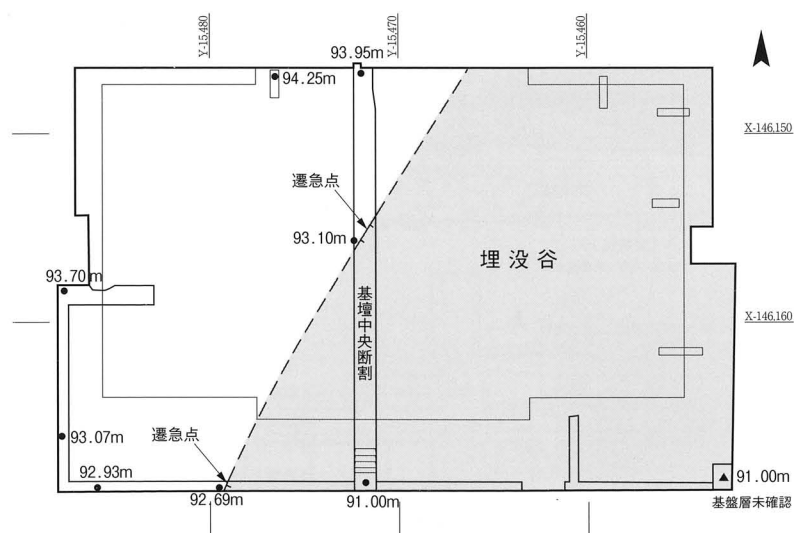 Y-15,480
Y-15,470
Y-15,460
93.95m
94.25m
X-146,150
遷急点
93.10m
埋没谷
93.70m
基壇中央断割
X-146,160
93.07m
遷急点
92.93m
92.69m
91.00m
91.00m
基盤層未確認